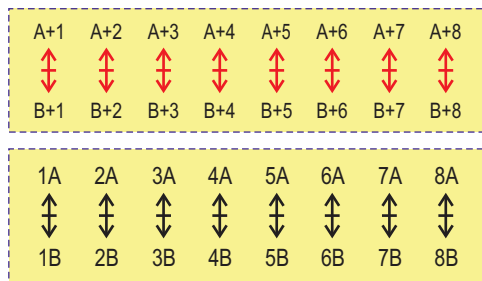 A+1 A+2 A+3 A+4 A+5 A+6 A+7 A+8
B+1 B+2 B+3 B+4 B+5 B+6 B+7 B+8
1A 2A 3A 4A 5A 6A 7A 8A
1B 2B 3B 4B 5B 6B 7B 8B